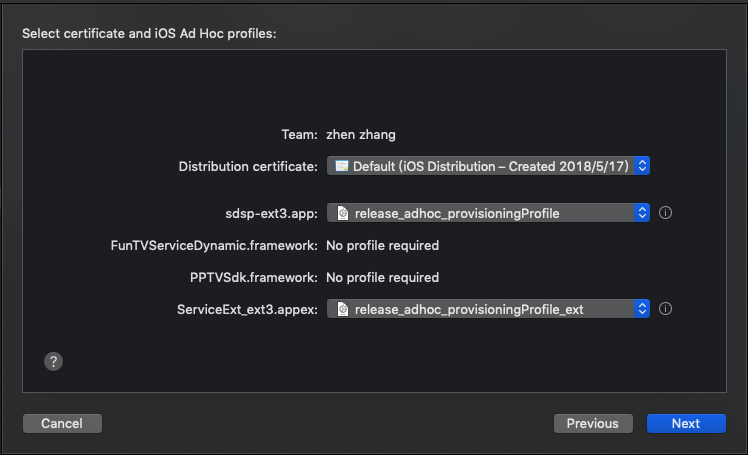 Select certificate and iOS Ad Hoc profiles:
Team: zhen zhang
Distribution certificate: Default (iOS Distribution – Created 2018/5/17)
sdsp-ext3.app: release_adhoc_provisioningProfile
FunTVServiceDynamic.framework: No profile required
PPTVSdk.framework: No profile required
ServiceExt_ext3.appex: release_adhoc_provisioningProfile_ext
?
Cancel Previous Next